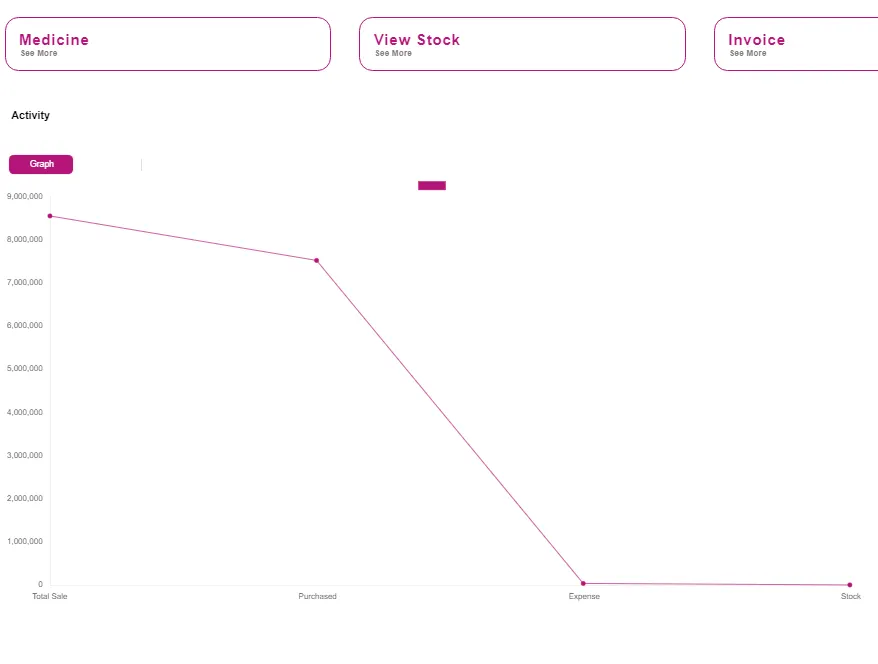 Medicine
See More
View Stock
See More
Invoice
See More
Activity
Graph
9,000,000
8,000,000
7,000,000
6,000,000
5,000,000
4,000,000
3,000,000
2,000,000
1,000,000
0
Total Sale
Purchased
Expense
Stock